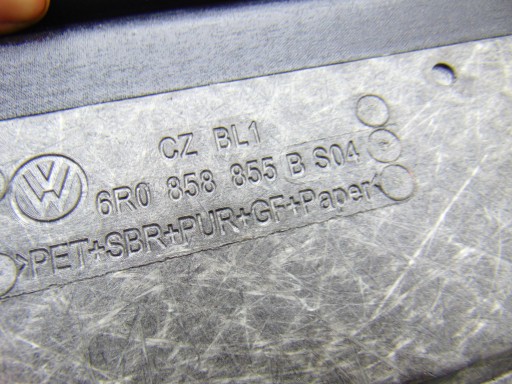 CZ BL1
6R0 858 855 B S04
>PET+SBR+PUR+GF+Paper<